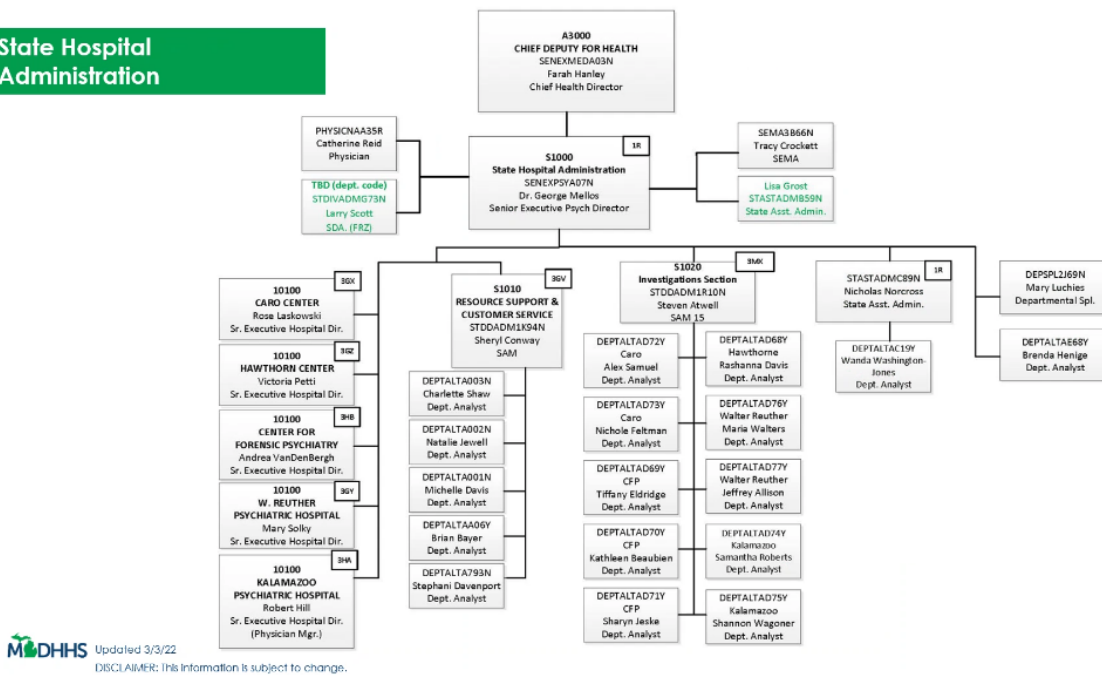 State Hospital
Administration
A3000
CHIEF DEPUTY FOR HEALTH
SENEXMEDA03N
Farah Hanley
Chief Health Director
PHYSICNAA35R
Catherine Reid
Physician
TBD (dept. code)
STDIVADMG73N
Larry Scott
SDA. (FRZ)
1R
S1000
State Hospital Administration
SENEXPSYA07N
Dr. George Mellos
Senior Executive Psych Director
SEMA3B66N
Tracy Crockett
SEMA
Lisa Grost
STASTADMB59N
State Asst. Admin.
3GX
10100
CARO CENTER
Rose Laskowski
Sr. Executive Hospital Dir.
3GZ
10100
HAWTHORN CENTER
Victoria Petti
Sr. Executive Hospital Dir.
3HB
10100
CENTER FOR
FORENSIC PSYCHIATRY
Andrea VanDenBergh
Sr. Executive Hospital Dir.
3GY
10100
W. REUTHER
PSYCHIATRIC HOSPITAL
Mary Solky
Sr. Executive Hospital Dir.
3HA
10100
KALAMAZOO
PSYCHIATRIC HOSPITAL
Robert Hill
Sr. Executive Hospital Dir.
(Physician Mgr.)
3GV
S1010
RESOURCE SUPPORT &
CUSTOMER SERVICE
STDDADM1K94N
Sheryl Conway
SAM
DEPTALTA003N
Charlette Shaw
Dept. Analyst
DEPTALTA002N
Natalie Jewell
Dept. Analyst
DEPTALTA001N
Michelle Davis
Dept. Analyst
DEPTALTAA06Y
Brian Bayer
Dept. Analyst
DEPTALTA793N
Stephani Davenport
Dept. Analyst
3MX
S1020
Investigations Section
STDDADM1R10N
Steven Atwell
SAM 15
DEPTALTAD72Y
Caro
Alex Samuel
Dept. Analyst
DEPTALTAD73Y
Caro
Nichole Feltman
Dept. Analyst
DEPTALTAD69Y
CFP
Tiffany Eldridge
Dept. Analyst
DEPTALTAD70Y
CFP
Kathleen Beaubien
Dept. Analyst
DEPTALTAD71Y
CFP
Sharyn Jeske
Dept. Analyst
DEPTALTAD68Y
Hawthorne
Rashanna Davis
Dept. Analyst
DEPTALTAD76Y
Walter Reuther
Maria Walters
Dept. Analyst
DEPTALTAD77Y
Walter Reuther
Jeffrey Allison
Dept. Analyst
DEPTALTAD74Y
Kalamazoo
Samantha Roberts
Dept. Analyst
DEPTALTAD75Y
Kalamazoo
Shannon Wagoner
Dept. Analyst
1R
STASTADMC89N
Nicholas Norcross
State Asst. Admin.
DEPTALTAC19Y
Wanda Washington-
Jones
Dept. Analyst
DEPSPL2J69N
Mary Luchies
Departmental Spl.
DEPTALTAE68Y
Brenda Henige
Dept. Analyst
MDHHS
Updated 3/3/22
DISCLAIMER: This information is subject to change.